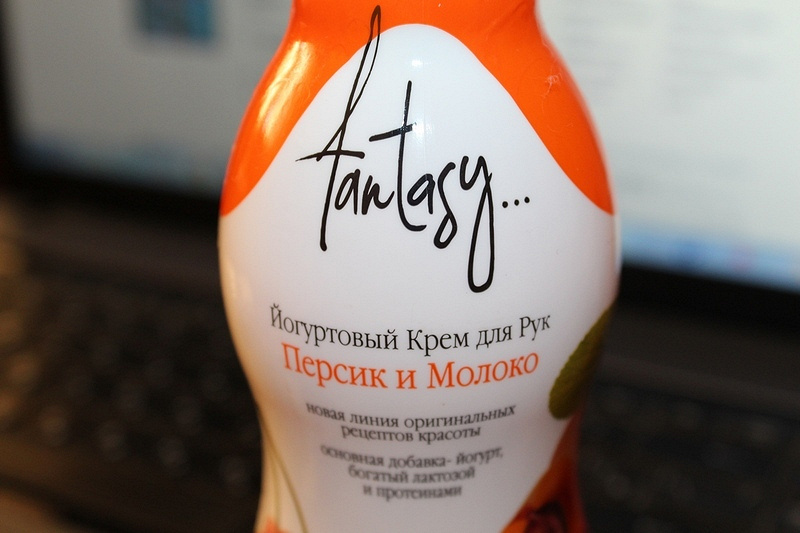 fantasy...
Йогуртовый Крем для Рук
Персик и Молоко
новая линия оригинальных
рецептов красоты
основная добавка- йогурт,
богатый лактозой
и протеинами